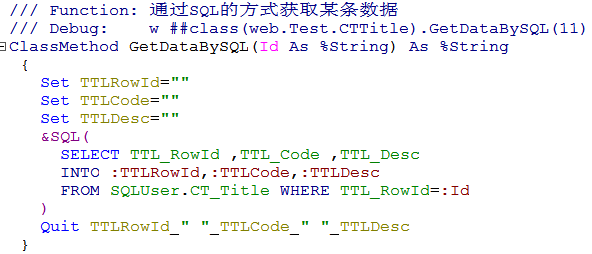 /// Function: 通过SQL的方式获取某条数据
/// Debug:    w ##class(web.Test.CTTitle).GetDataBySQL(11)
ClassMethod GetDataBySQL(Id As %String) As %String
{
  Set TTLRowId=""
  Set TTLCode=""
  Set TTLDesc=""
  &SQL(
    SELECT TTL_RowId ,TTL_Code ,TTL_Desc
    INTO :TTLRowId,:TTLCode,:TTLDesc
    FROM SQLUser.CT_Title WHERE TTL_RowId=:Id
  )
  Quit TTLRowId_" "_TTLCode_" "_TTLDesc
}